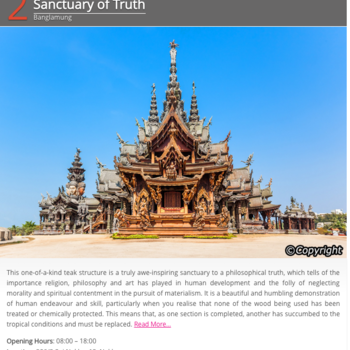 2
Sanctuary of Truth
Banglamung
©Copyright
This one-of-a-kind teak structure is a truly awe-inspiring sanctuary to a philosophical truth, which tells of the
importance religion, philosophy and art has played in human development and the folly of neglecting
morality and spiritual contentment in the pursuit of materialism. It is a beautiful and humbling demonstration
of human endeavour and skill, particularly when you realise that none of the wood being used has been
treated or chemically protected. This means that, as one section is completed, another has succumbed to the
tropical conditions and must be replaced. Read More...
Opening Hours: 08:00 – 18:00